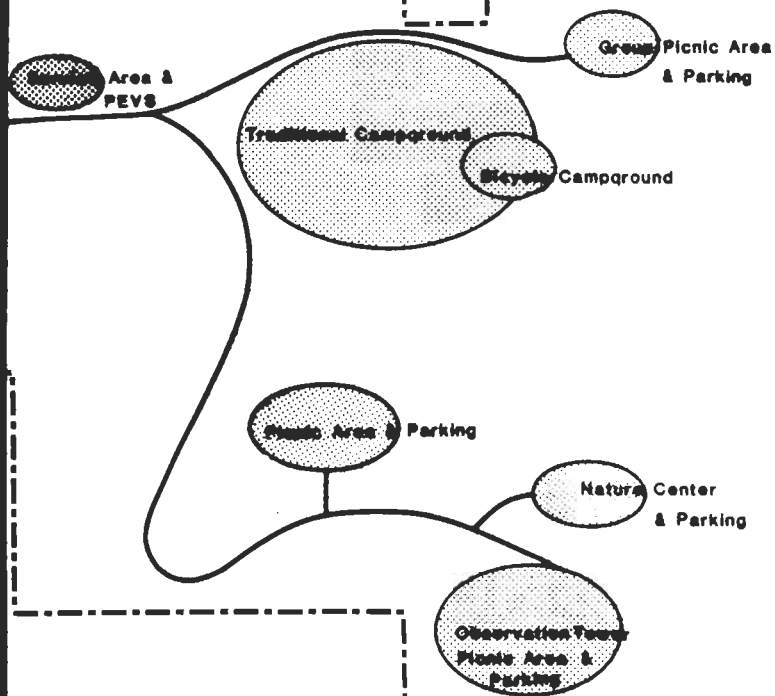 Group Picnic Area
& Parking
Service Area &
PEVS
Traditional Campground
Bicycle Campground
Picnic Area & Parking
Nature Center
& Parking
Observation Tower
Picnic Area &
Parking